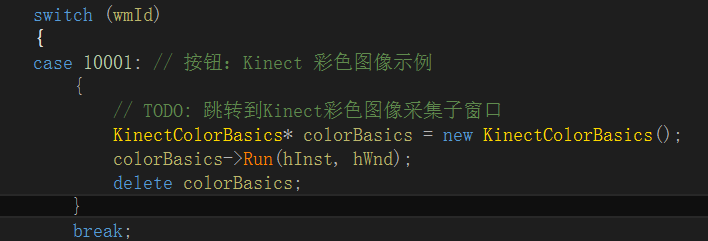 switch (wmId)
{
case 10001: // 按钮: Kinect 彩色图像示例
{
// TODO: 跳转到Kinect彩色图像采集子窗口
KinectColorBasics* colorBasics = new KinectColorBasics();
colorBasics->Run(hInst, hWnd);
delete colorBasics;
}
break;